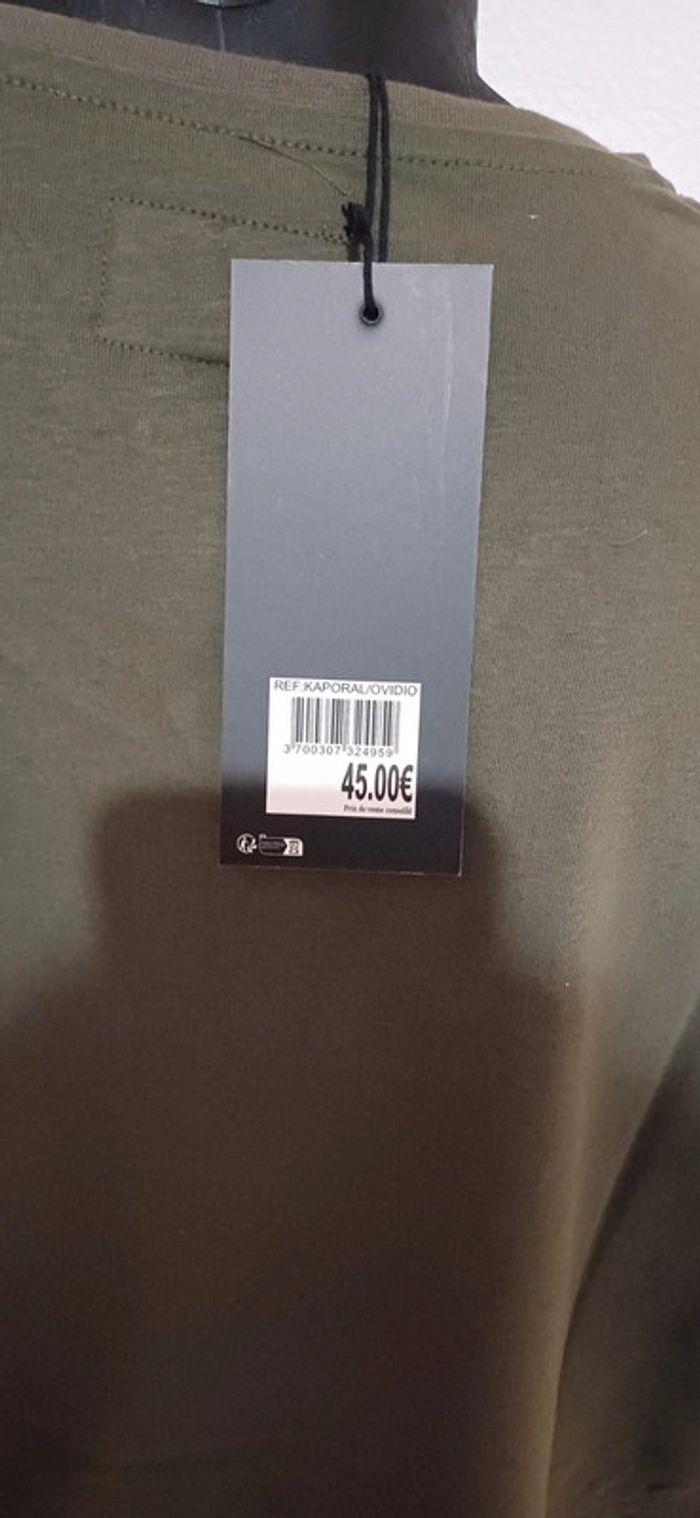 REF:KAPORAL/OVIDIO
3 700307 324959
45.00€
Prix de vente conseillé